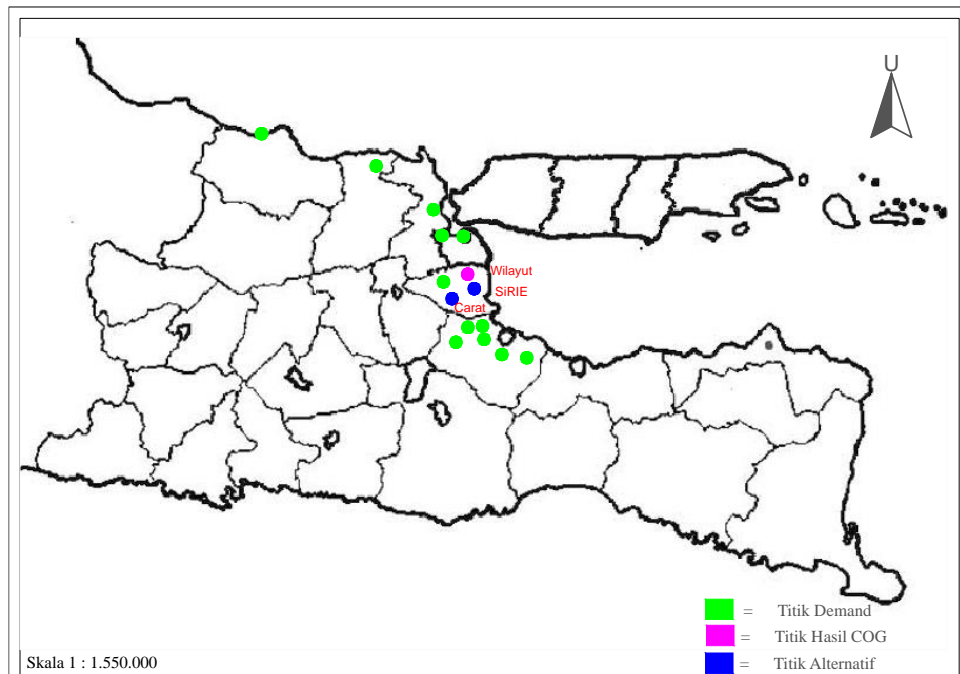 U
Wilayut
SiRIE
Carat
= Titik Demand
= Titik Hasil COG
= Titik Alternatif
Skala 1 : 1.550.000